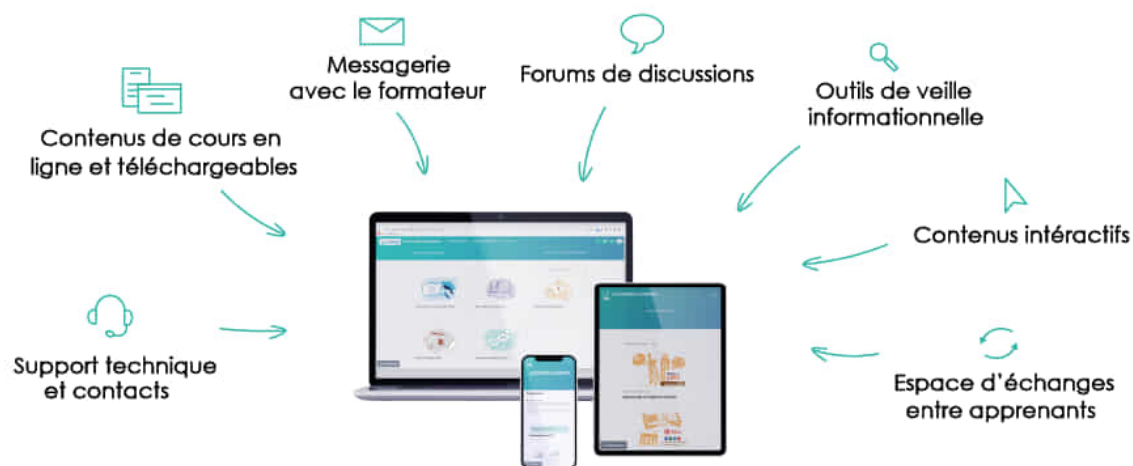 Messagerie
avec le formateur
Forums de discussions
Outils de veille
informationnelle
Contenus de cours en
ligne et téléchargeables
Contenus intéractifs
Support technique
et contacts
Espace d'échanges
entre apprenants